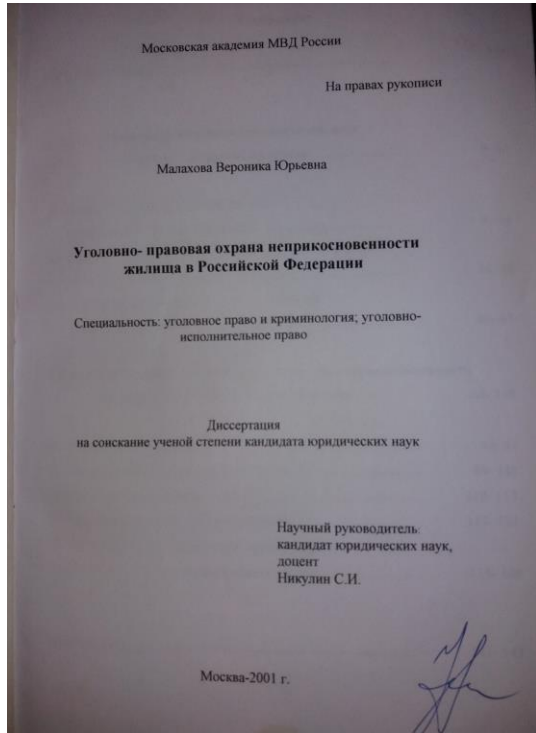 Московская академия МВД России
На правах рукописи
Малахова Вероника Юрьевна
Уголовно- правовая охрана неприкосновенности
жилища в Российской Федерации
Специальность: уголовное право и криминология; уголовно-
исполнительное право
Диссертация
на соискание ученой степени кандидата юридических наук
Научный руководитель:
кандидат юридических наук,
доцент
Никулин С.И.
Москва-2001 г.